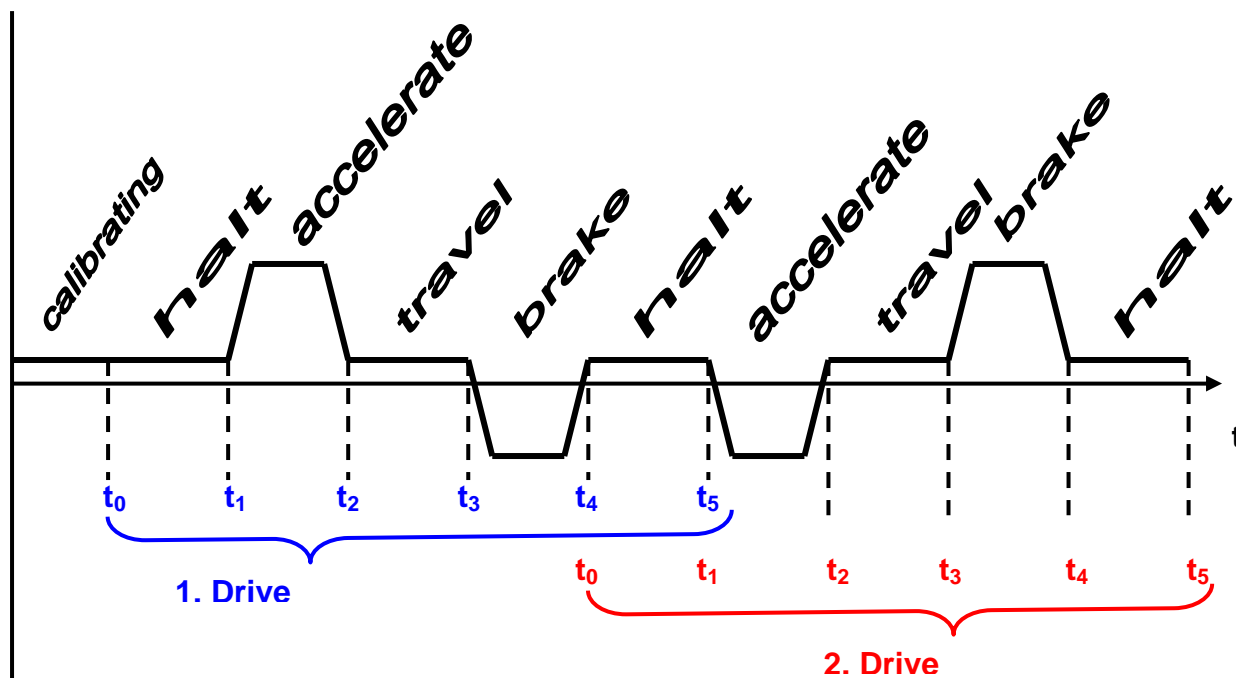 calibrating
halt
accelerate
travel
brake
halt
accelerate
travel
brake
halt
t
t0 t1 t2 t3 t4 t5
1. Drive
t0 t1 t2 t3 t4 t5
2. Drive